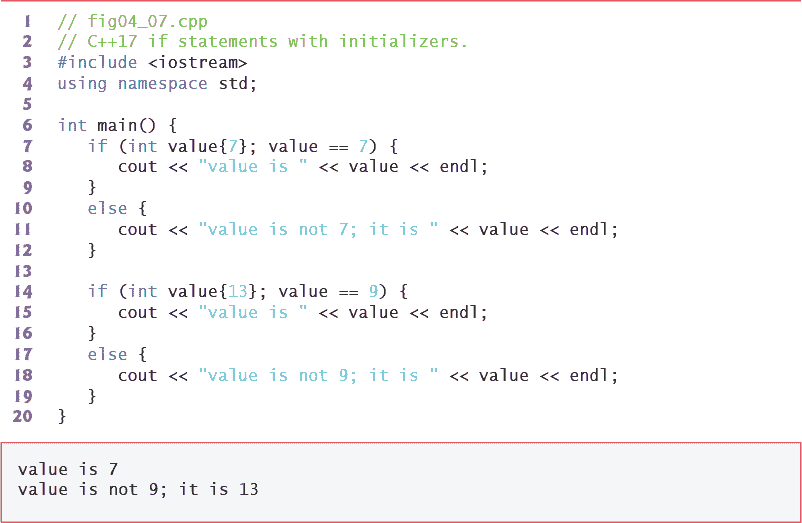 1 // fig04_07.cpp
2 // C++17 if statements with initializers.
3 #include <iostream>
4 using namespace std;
5
6 int main() {
7    if (int value{7}; value == 7) {
8       cout << "value is " << value << endl;
9    }
10    else {
11       cout << "value is not 7; it is " << value << endl;
12    }
13
14    if (int value{13}; value == 9) {
15       cout << "value is " << value << endl;
16    }
17    else {
18       cout << "value is not 9; it is " << value << endl;
19    }
20 }
value is 7
value is not 9; it is 13